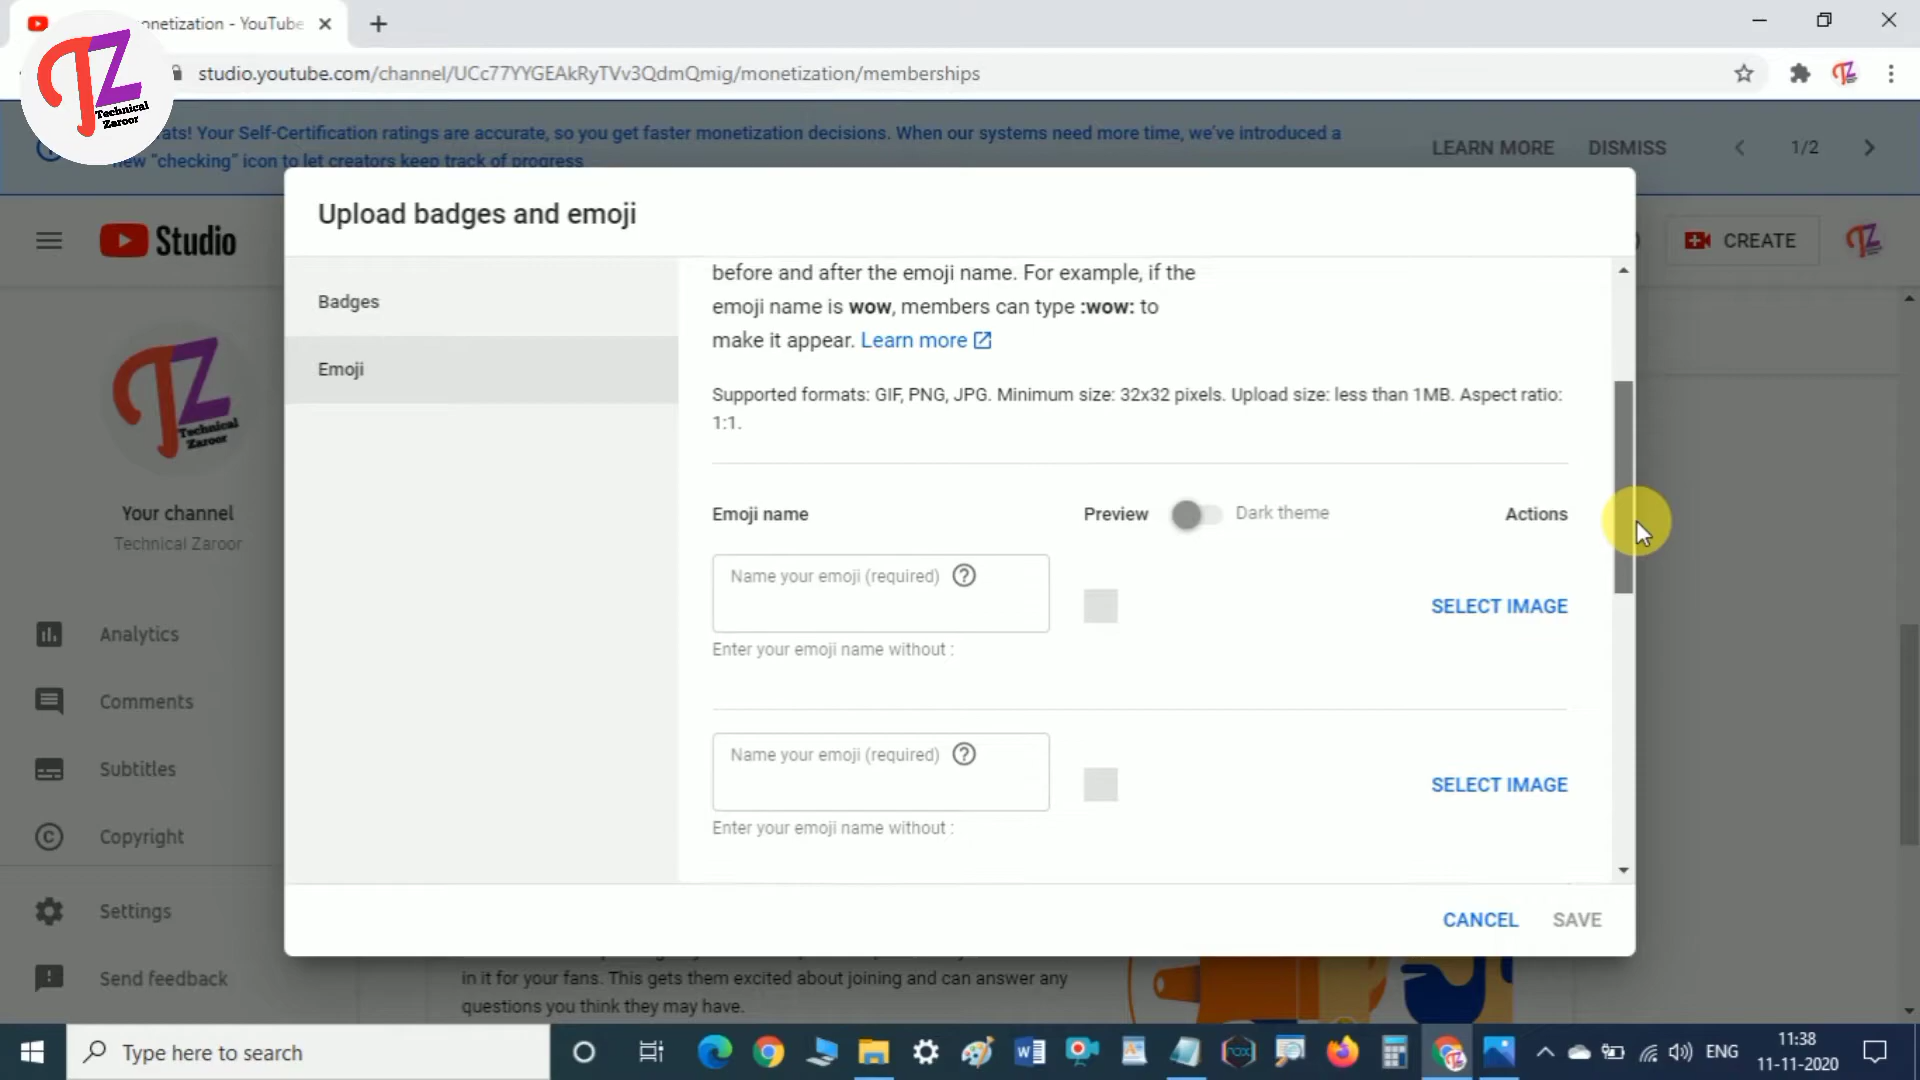 onetization - YouTube
studio.youtube.com/channel/UCc77YYGEAkRyTVv3QdmQmig/monetization/memberships
TZ
Technical
Zaroor
ats! Your Self-Certification ratings are accurate, so you get faster monetization decisions. When our systems need more time, we've introduced a
new "checking" icon to let creators keep track of progress
LEARN MORE
DISMISS
1/2
Studio
CREATE
Upload badges and emoji
Badges
Emoji
before and after the emoji name. For example, if the
emoji name is wow, members can type :wow: to
make it appear. Learn more
Supported formats: GIF, PNG, JPG. Minimum size: 32x32 pixels. Upload size: less than 1MB. Aspect ratio:
1:1.
Emoji name
Preview
Dark theme
Actions
Name your emoji (required)
SELECT IMAGE
Enter your emoji name without :
Name your emoji (required)
SELECT IMAGE
Enter your emoji name without :
CANCEL
SAVE
TZ
Technical
Zaroor
Your channel
Technical Zaroor
Analytics
Comments
Subtitles
Copyright
Settings
Send feedback
in it for your fans. This gets them excited about joining and can answer any
questions you think they may have.
Type here to search
ENG
11:38
11-11-2020